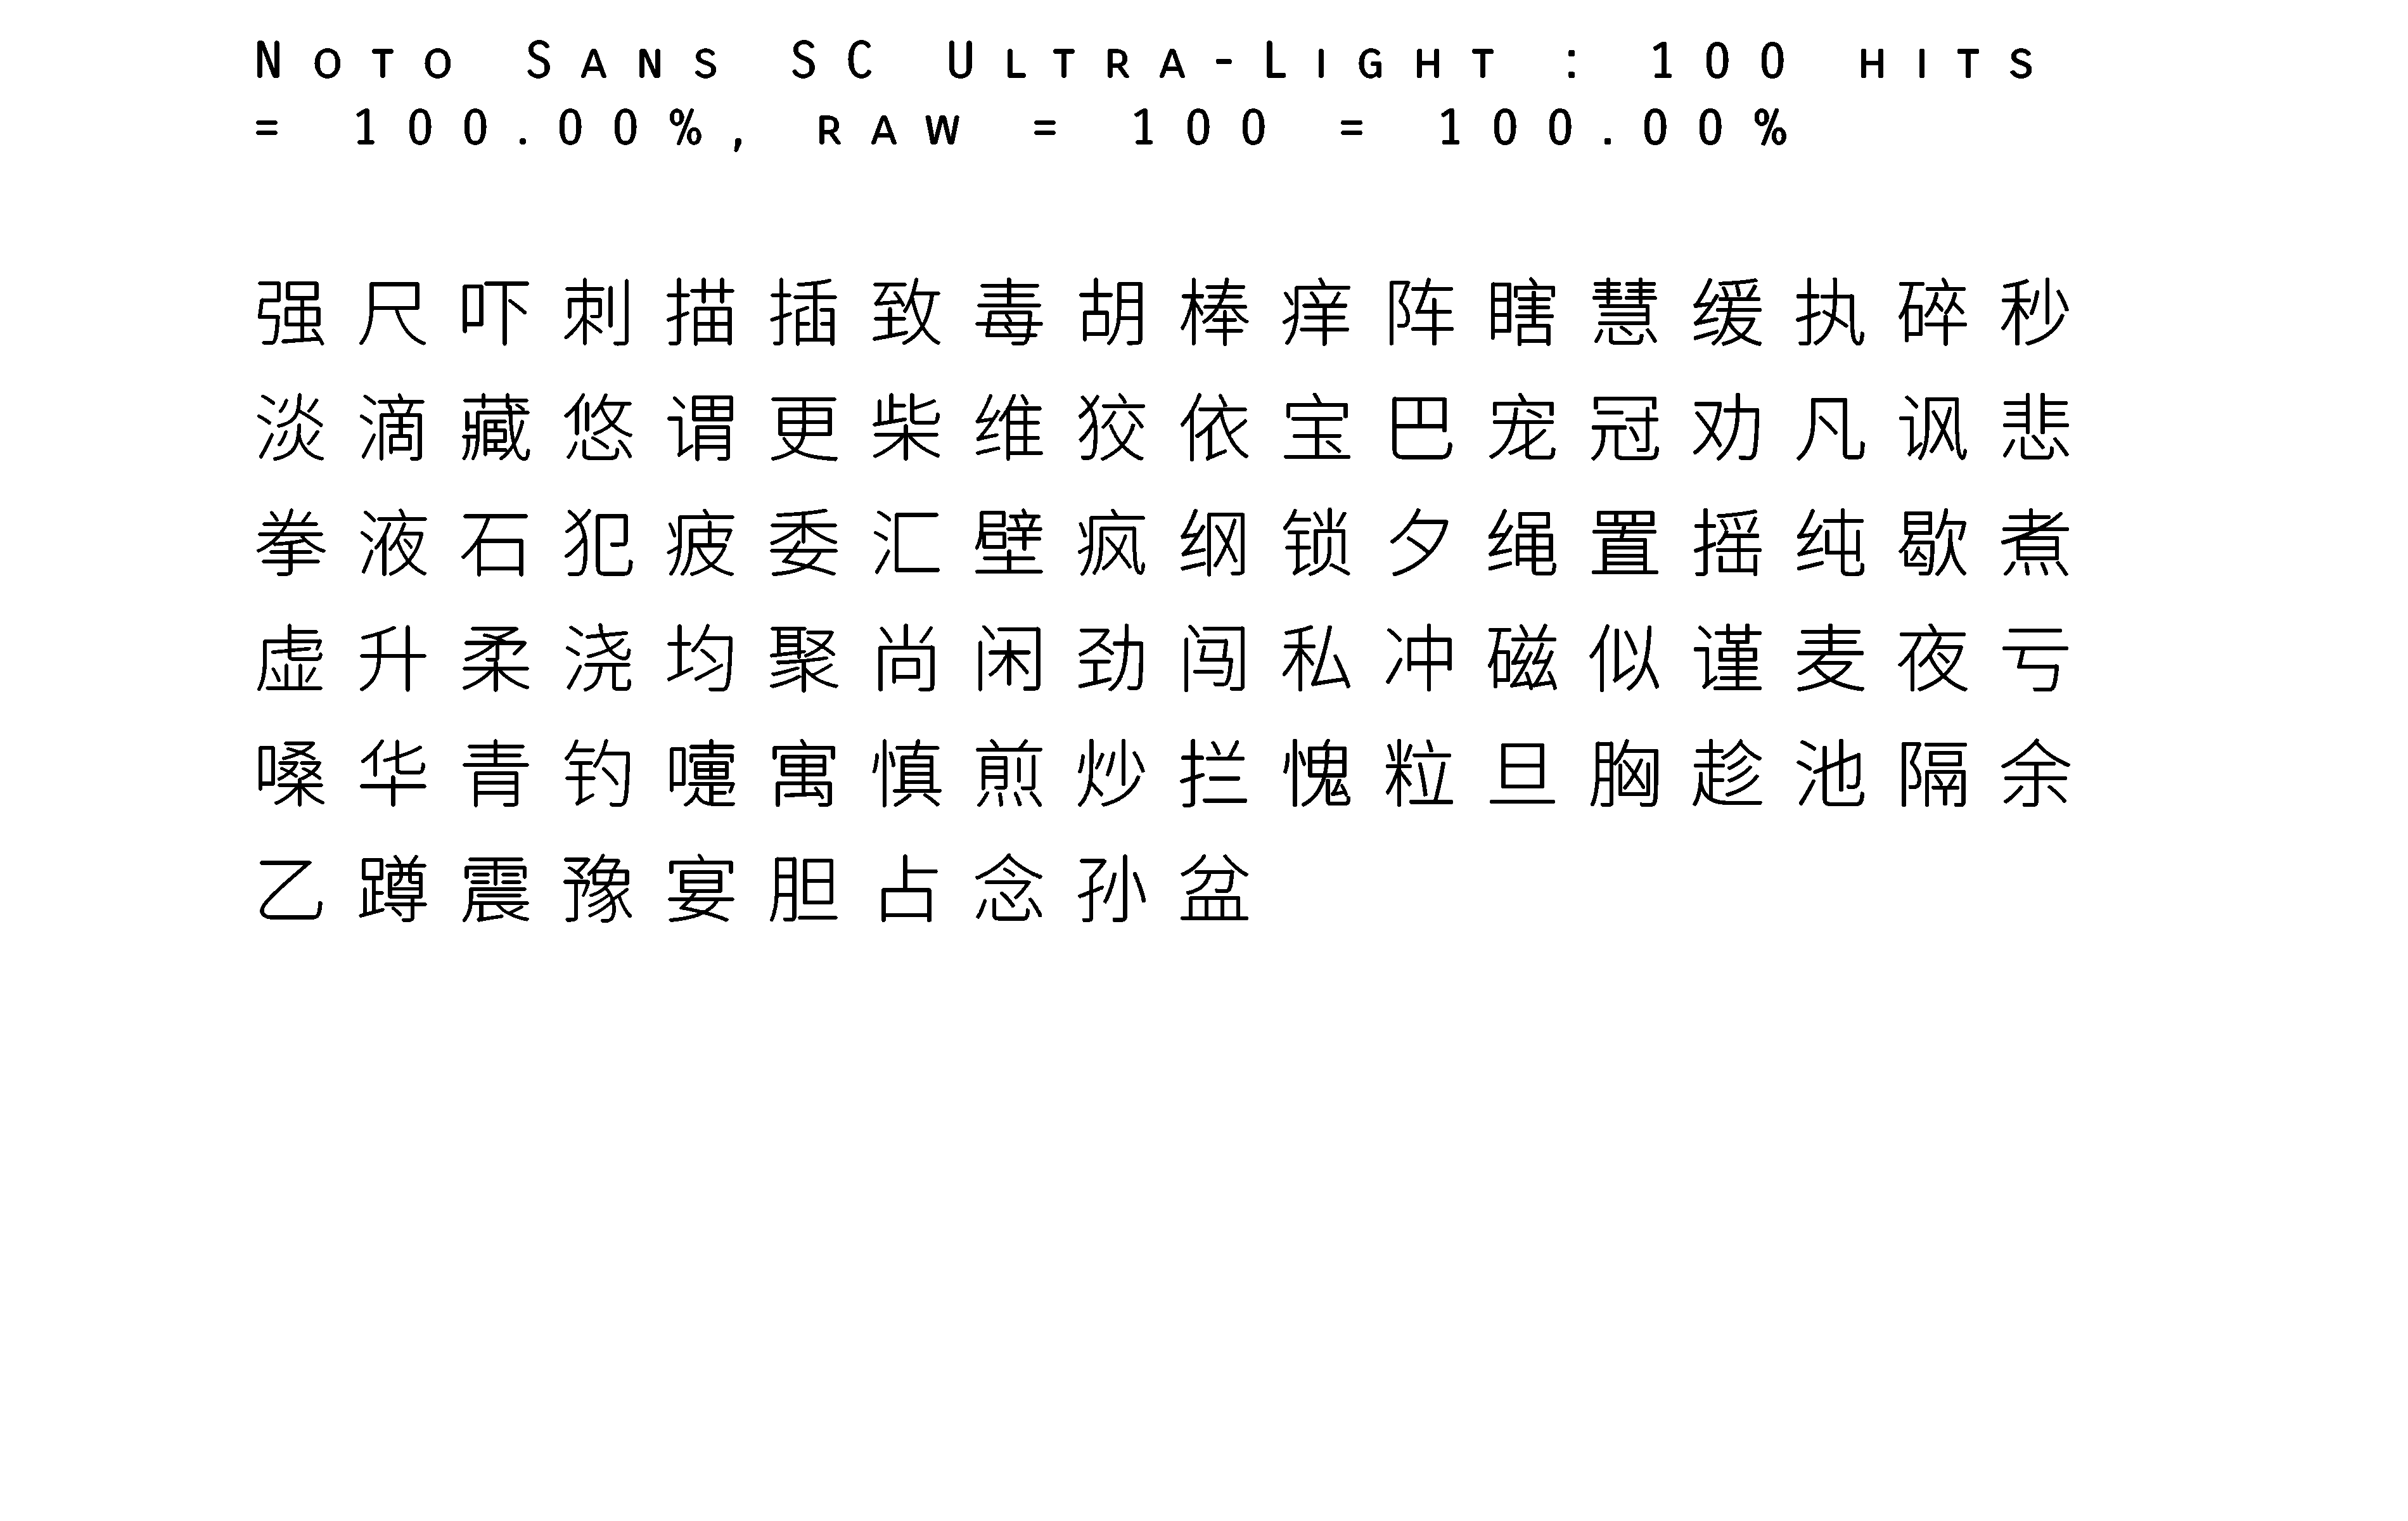 Noto Sans SC Ultra-Light : 100 hits
= 100.00%, raw = 100 = 100.00%
强尺吓刺描插致毒胡棒痒阵瞎慧缓执碎秒
淡滴藏悠谓更柴维狡依宝巴宠冠劝凡讽悲
拳液石犯疲委汇壁疯纲锁夕绳置摇纯歇煮
虚升柔浇均聚尚闲劲闯私冲磁似谨麦夜亏
嗓华青钓嚏寓慎煎炒拦愧粒旦胸趁池隔余
乙蹲震豫宴胆占念孙盆